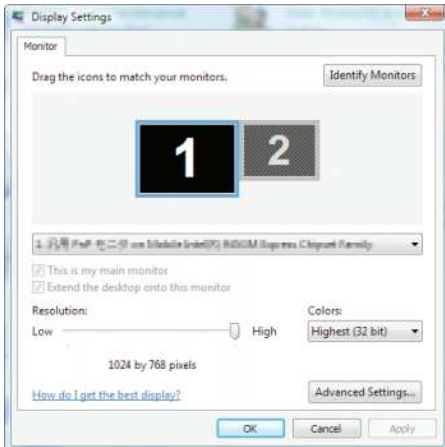 Display Settings
Monitor
Drag the icons to match your monitors.
Identify Monitors
1
2
This is my main monitor
Extend the desktop onto this monitor
Resolution:
Colors:
Low
High
Highest (32 bit)
1024 by 768 pixels
How do I get the best display?
Advanced Settings...
OK
Cancel
Apply